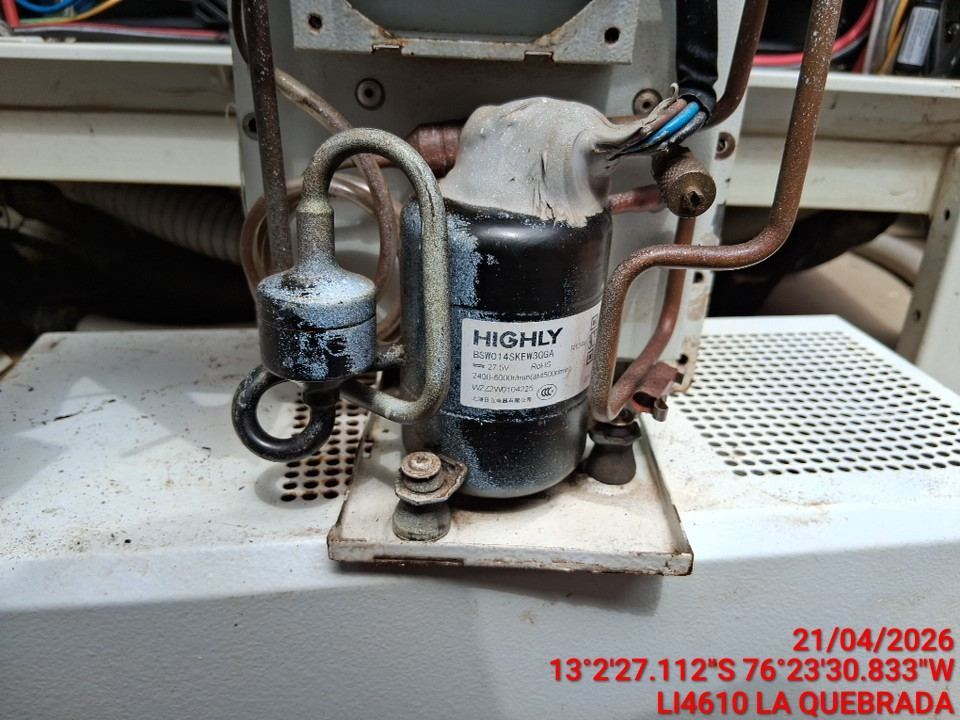 HIGHLY
BSW014SKEW30GA
27.5V RoHS
2400-6000r/min
WZZ2W0104225
21/04/2026
13°2'27.112"S 76°23'30.833"W
LI4610 LA QUEBRADA